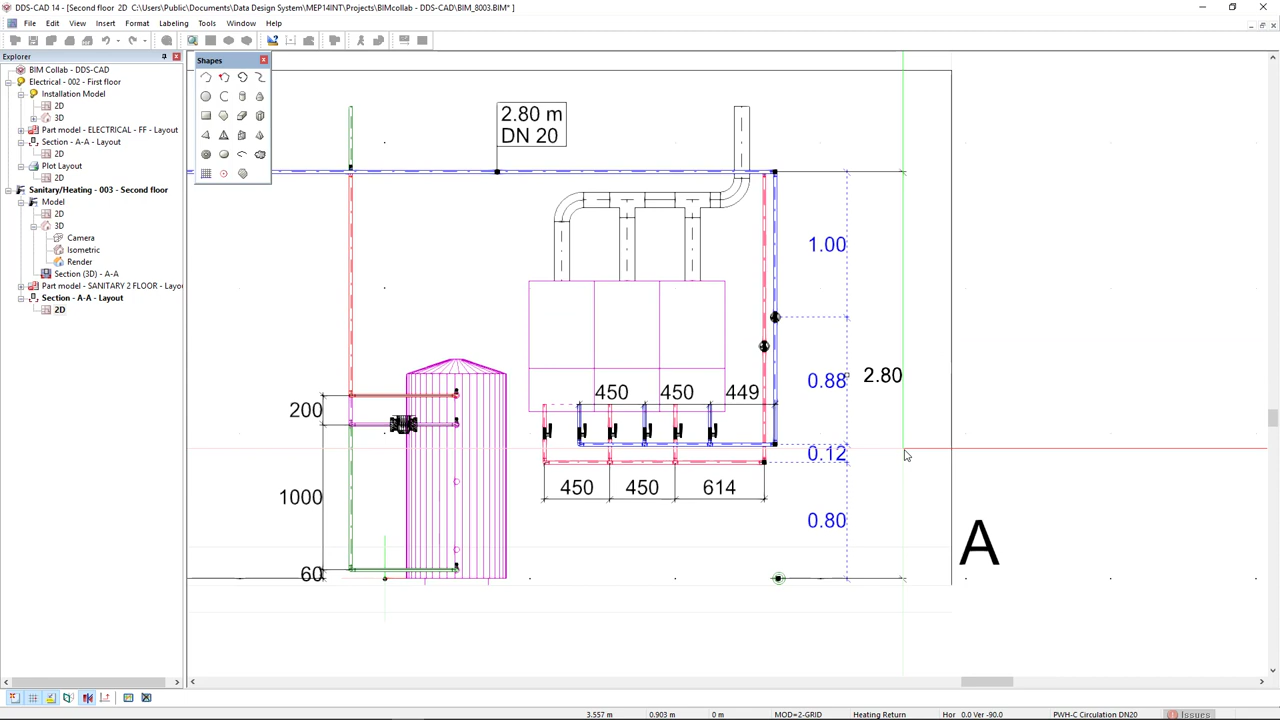 DDS-CAD 14 - [Second floor  2D  C:\Users\Public\Documents\Data Design System\MEP14INT\Projects\BIMcollab - DDS-CAD\BIM_8003.BIM* ]
File Edit View Insert Format Labeling Tools Window Help
Explorer
BIM Collab - DDS-CAD
Electrical - 002 - First floor
Installation Model
2D
3D
Part model - ELECTRICAL - FF - Layout
Section - A-A - Layout
2D
Plot Layout
2D
Sanitary/Heating - 003 - Second floor
Model
2D
3D
Camera
Isometric
Render
Section (3D) - A-A
Part model - SANITARY 2 FLOOR - Layou
Section - A-A - Layout
2D
Shapes
2.80 m
DN 20
1.00
0.88
2.80
450 450 449
200
0.12
450 450 614
1000
0.80
60
A
3.557 m 0.903 m 0 m MOD=2-GRID Heating Return Hor 0.0 Ver -90.0 PWH-C Circulation DN20 Issues